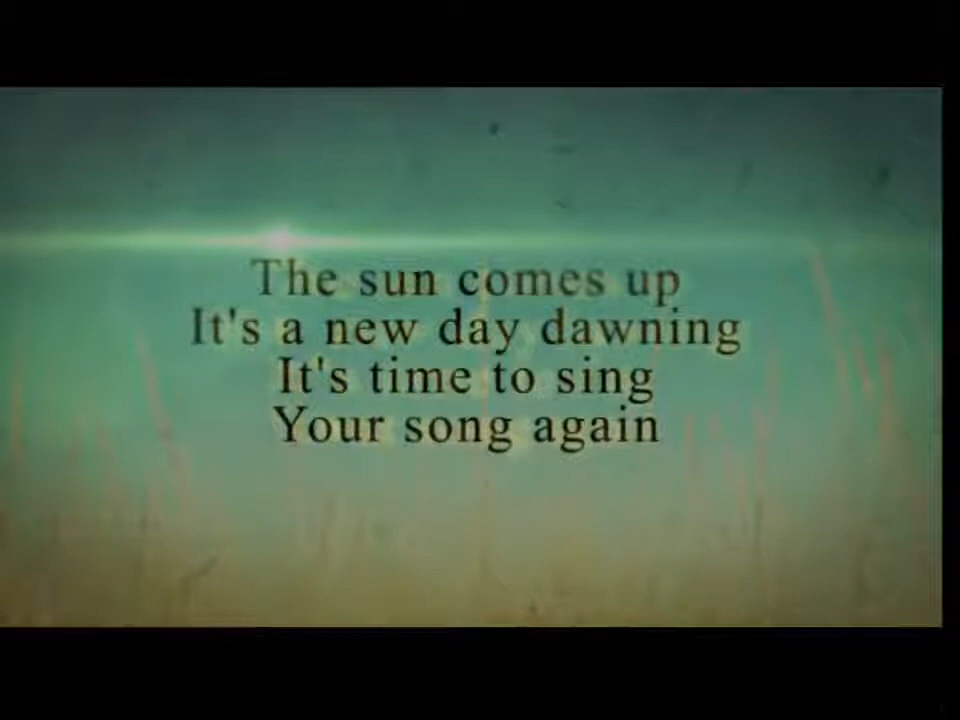 The sun comes up
It's a new day dawning
It's time to sing
Your song again